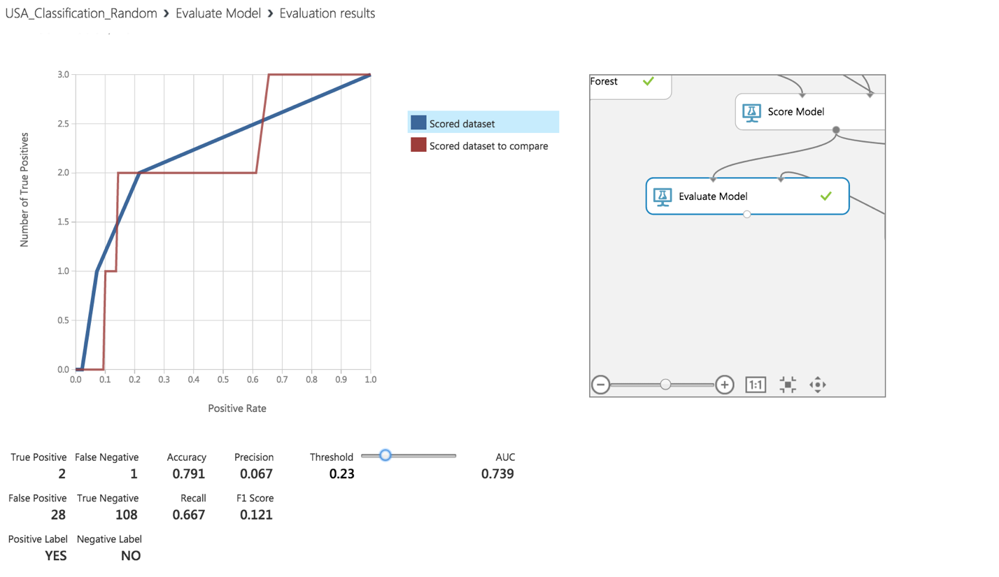 USA_Classification_Random › Evaluate Model › Evaluation results
3.0
2.5
2.0
1.5
1.0
0.5
0.0
Number of True Positives
0.0 0.1 0.2 0.3 0.4 0.5 0.6 0.7 0.8 0.9 1.0
Positive Rate
Scored dataset
Scored dataset to compare
Forest
Score Model
Evaluate Model
1:1
True Positive False Negative Accuracy Precision Threshold AUC
2 1 0.791 0.067 0.23 0.739
False Positive True Negative Recall F1 Score
28 108 0.667 0.121
Positive Label Negative Label
YES NO